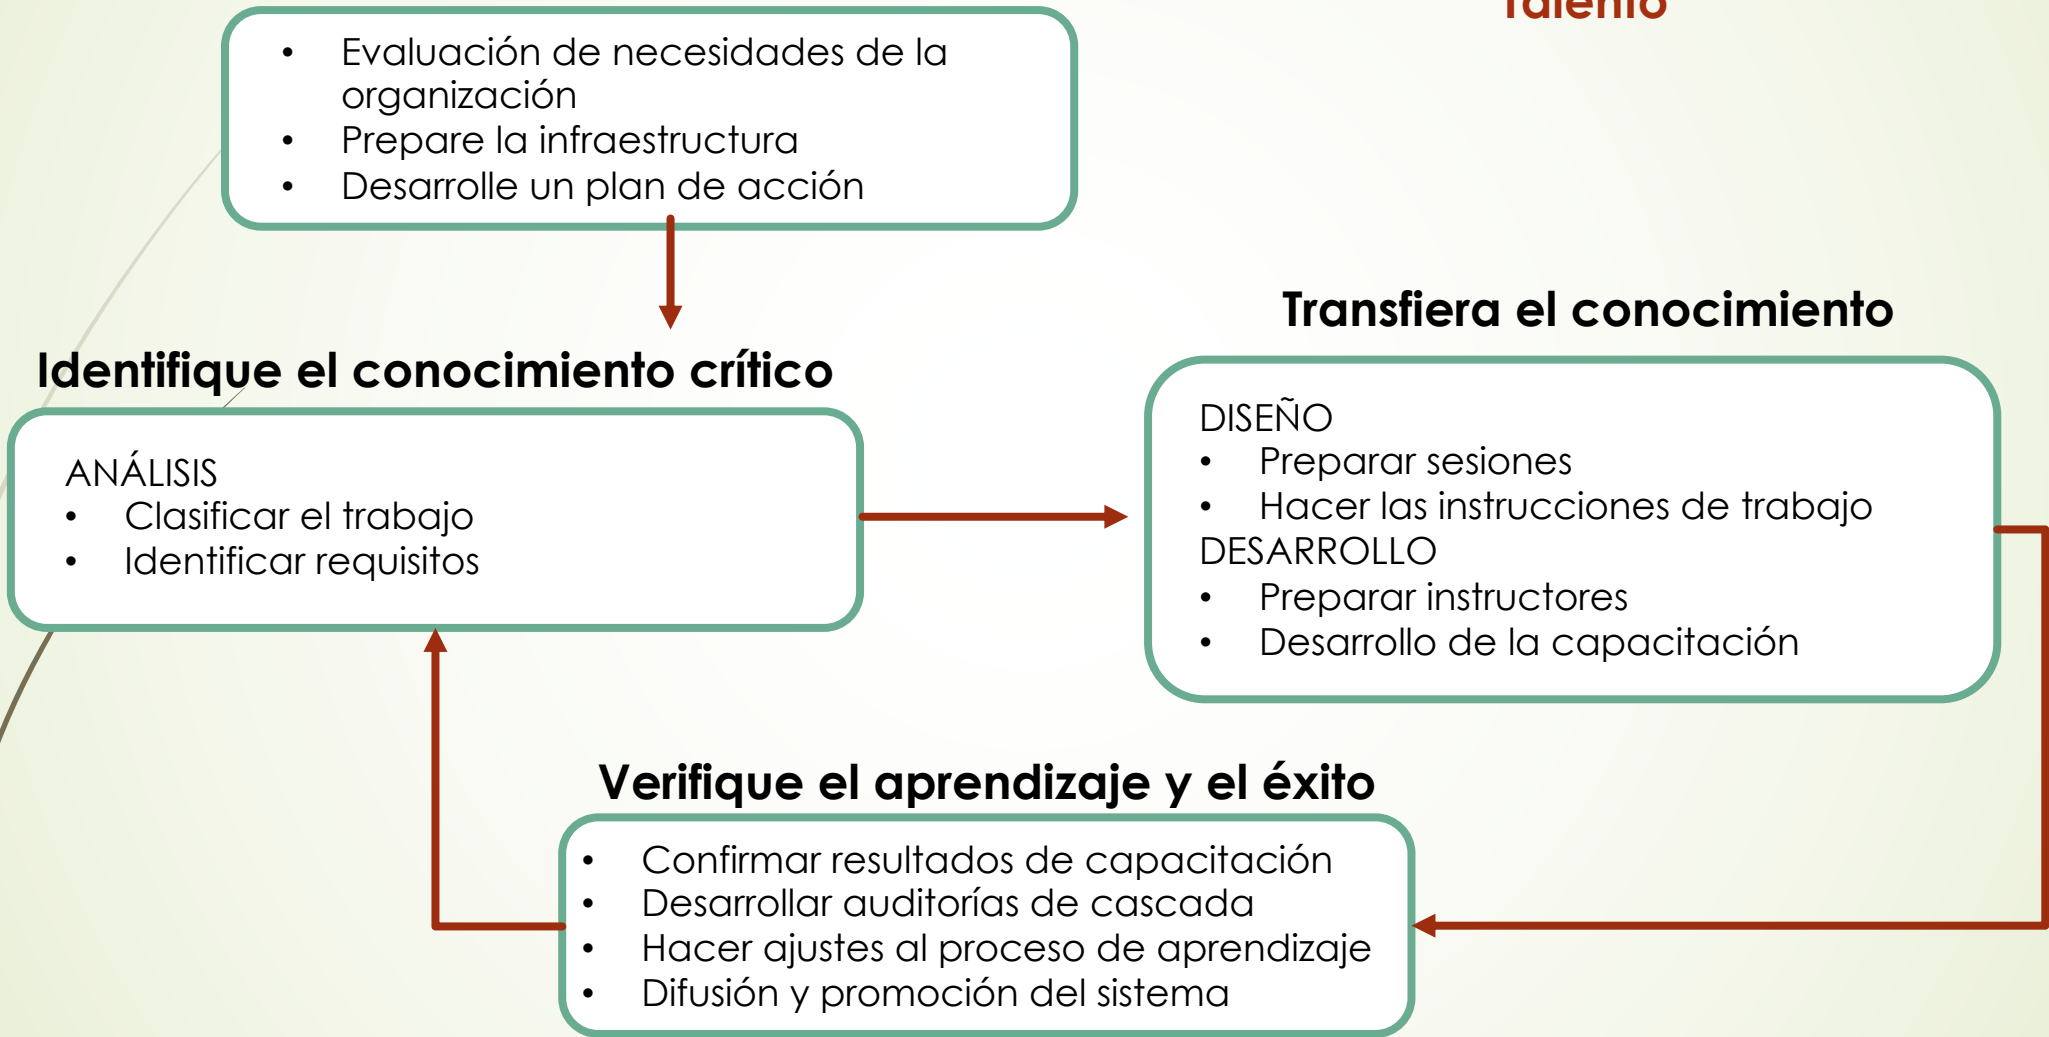 Talento
• Evaluación de necesidades de la
organización
• Prepare la infraestructura
• Desarrolle un plan de acción
Identifique el conocimiento crítico
ANÁLISIS
• Clasificar el trabajo
• Identificar requisitos
Transfiera el conocimiento
DISEÑO
• Preparar sesiones
• Hacer las instrucciones de trabajo
DESARROLLO
• Preparar instructores
• Desarrollo de la capacitación
Verifique el aprendizaje y el éxito
• Confirmar resultados de capacitación
• Desarrollar auditorías de cascada
• Hacer ajustes al proceso de aprendizaje
• Difusión y promoción del sistema